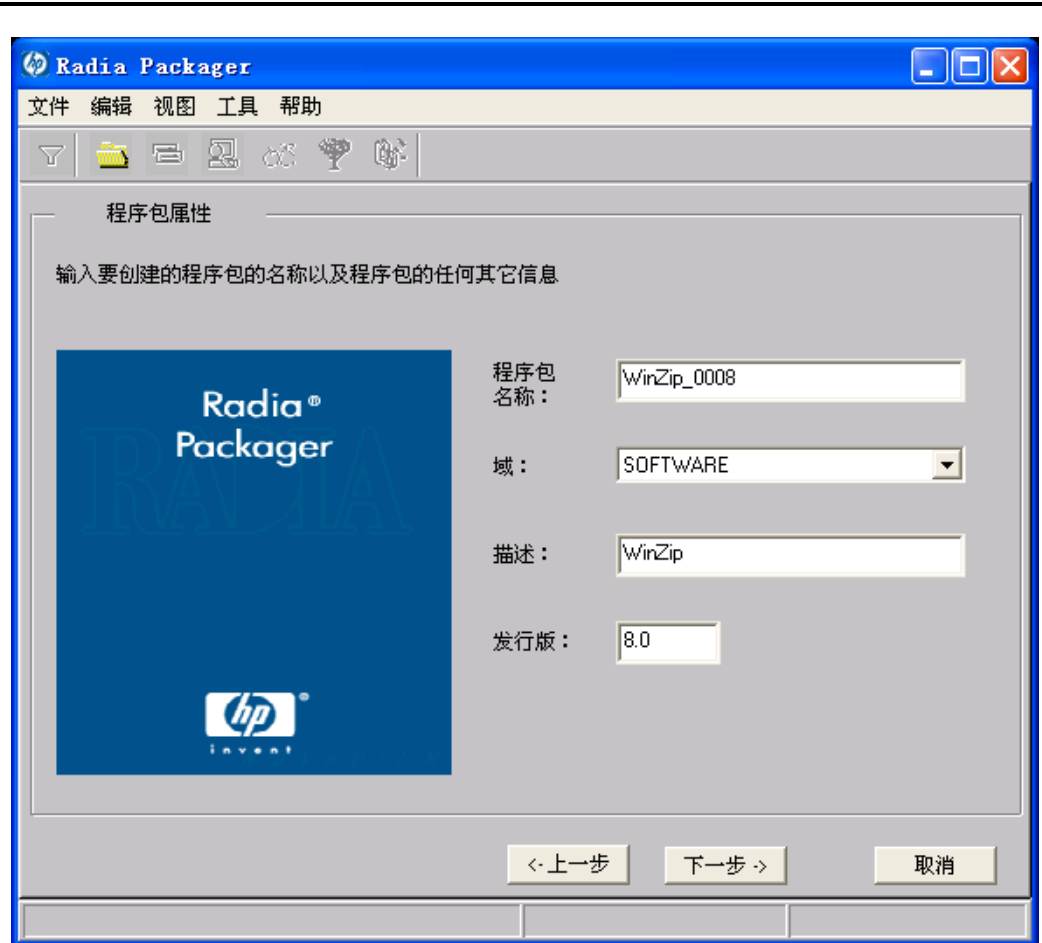 Radia Packager
文件 编辑 视图 工具 帮助
程序包属性
输入要创建的程序包的名称以及程序包的任何其它信息
Radia®
Packager
RADIA
hp®
invent
程序包
名称：
WinZip_0008
域：
SOFTWARE
描述：
WinZip
发行版：
8.0
<-上一步
下一步->
取消